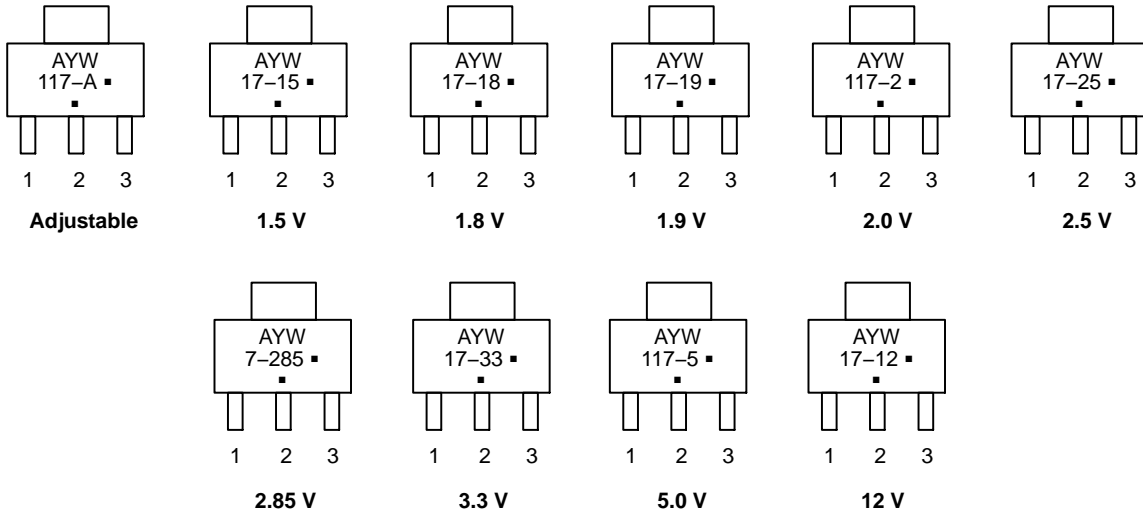 AYW AYW AYW AYW AYW AYW
117–A ▪ 17–15 ▪ 17–18 ▪ 17–19 ▪ 117–2 ▪ 17–25 ▪
▪ ▪ ▪ ▪ ▪ ▪
1 2 3 1 2 3 1 2 3 1 2 3 1 2 3 1 2 3
Adjustable 1.5 V 1.8 V 1.9 V 2.0 V 2.5 V
AYW AYW AYW AYW
7–285 ▪ 17–33 ▪ 117–5 ▪ 17–12 ▪
▪ ▪ ▪ ▪
1 2 3 1 2 3 1 2 3 1 2 3
2.85 V 3.3 V 5.0 V 12 V